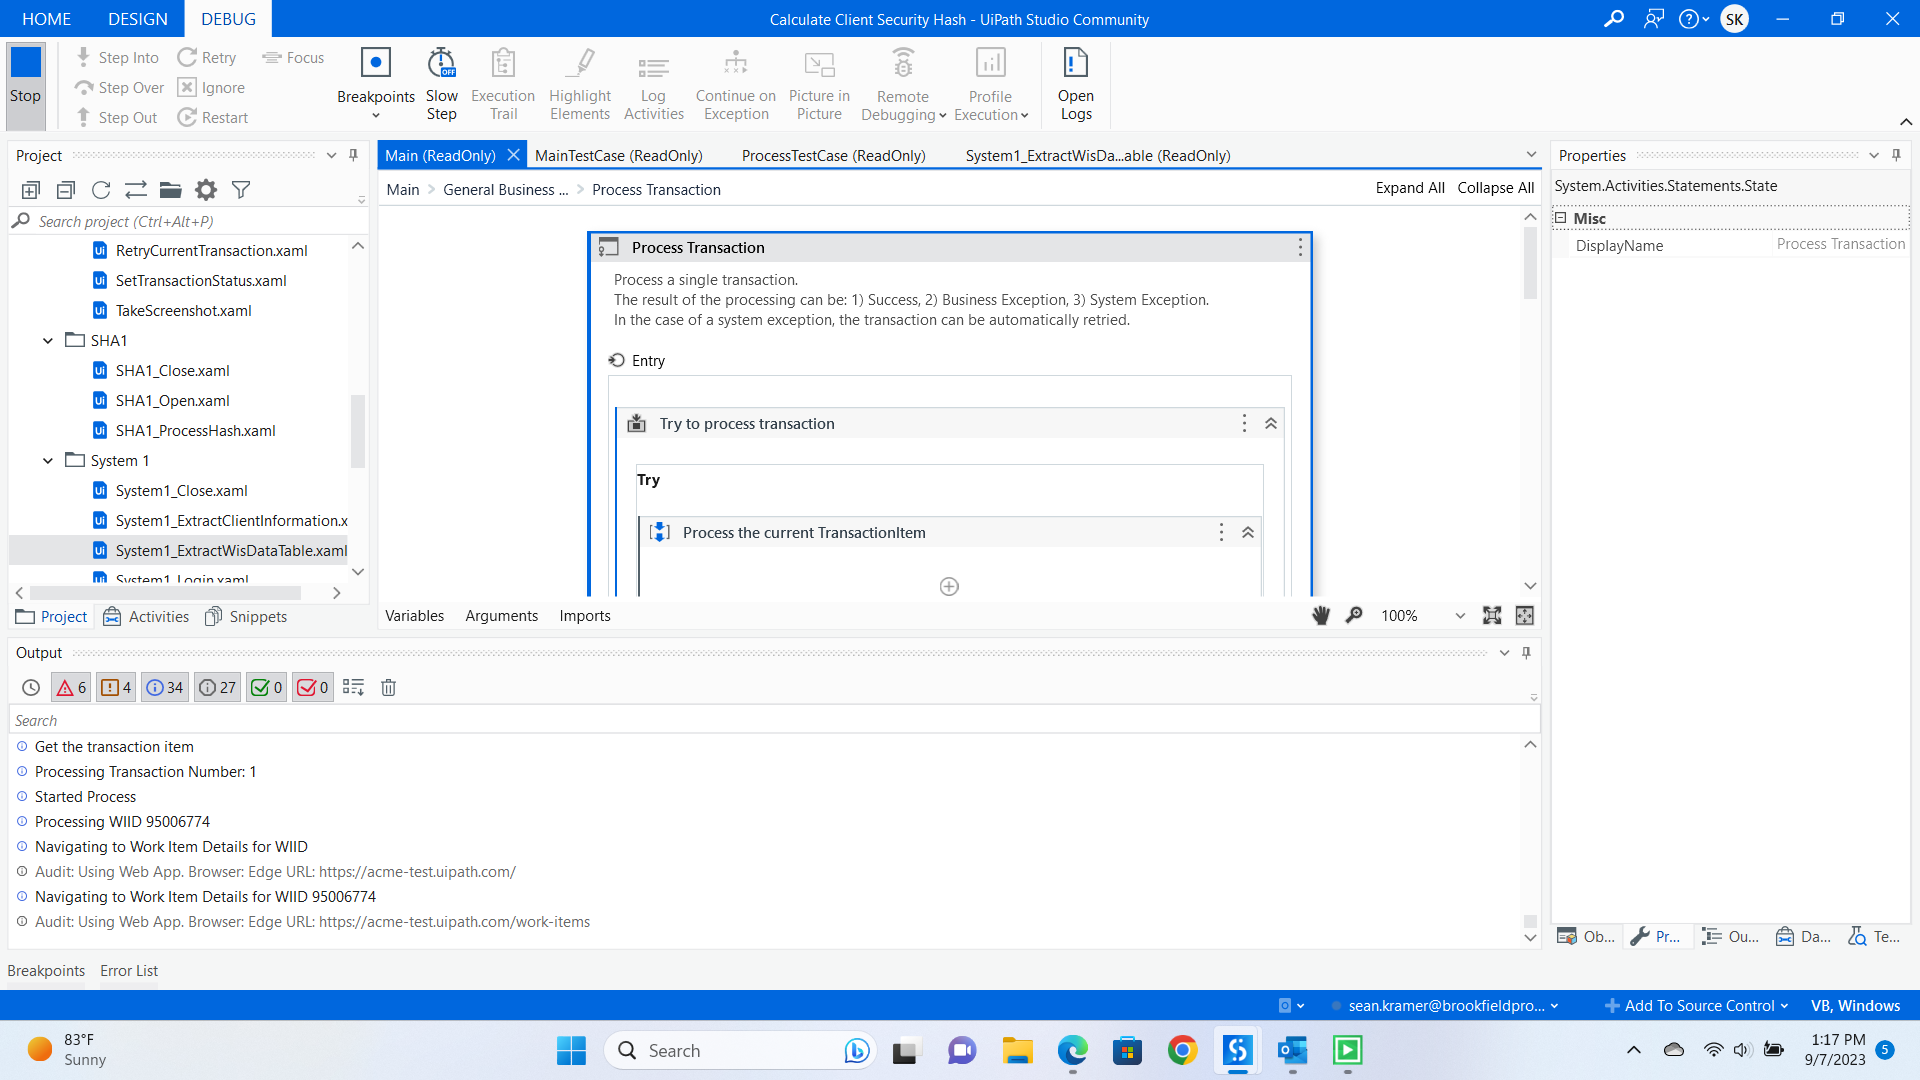 HOME DESIGN DEBUG
Calculate Client Security Hash - UiPath Studio Community
SK
Stop
Step Into Retry Focus
Step Over Ignore
Step Out Restart
Breakpoints
Slow Step
Execution Trail
Highlight Elements
Log Activities
Continue on Exception
Picture in Picture
Remote Debugging
Profile Execution
Open Logs
Project
Search project (Ctrl+Alt+P)
RetryCurrentTransaction.xaml
SetTransactionStatus.xaml
TakeScreenshot.xaml
SHA1
SHA1_Close.xaml
SHA1_Open.xaml
SHA1_ProcessHash.xaml
System 1
System1_Close.xaml
System1_ExtractClientInformation.x
System1_ExtractWisDataTable.xaml
System1_Login.xaml
Project Activities Snippets
Main (ReadOnly) MainTestCase (ReadOnly) ProcessTestCase (ReadOnly) System1_ExtractWisDa...able (ReadOnly)
Main > General Business ... > Process Transaction
Expand All Collapse All
Process Transaction
Process a single transaction.
The result of the processing can be: 1) Success, 2) Business Exception, 3) System Exception.
In the case of a system exception, the transaction can be automatically retried.
Entry
Try to process transaction
Try
Process the current TransactionItem
Variables Arguments Imports
100%
Properties
System.Activities.Statements.State
Misc
DisplayName Process Transaction
Ob... Pr... Ou... Da... Te...
Output
6 4 34 27 0 0
Search
Get the transaction item
Processing Transaction Number: 1
Started Process
Processing WIID 95006774
Navigating to Work Item Details for WIID
Audit: Using Web App. Browser: Edge URL: https://acme-test.uipath.com/
Navigating to Work Item Details for WIID 95006774
Audit: Using Web App. Browser: Edge URL: https://acme-test.uipath.com/work-items
Breakpoints Error List
sean.kramer@brookfieldpro... Add To Source Control VB, Windows
83°F
Sunny
Search
1:17 PM
9/7/2023
5